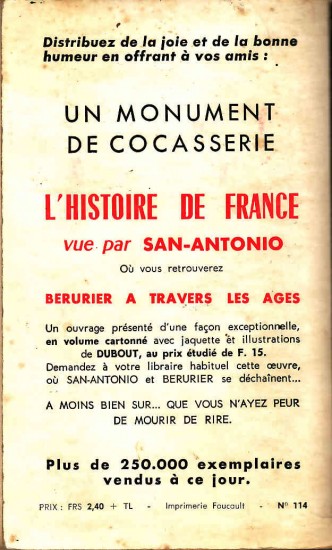 Distribuez de la joie et de la bonne
humeur en offrant à vos amis :
UN MONUMENT
DE COCASSERIE
L'HISTOIRE DE FRANCE
vue par SAN-ANTONIO
Où vous retrouverez
BERURIER A TRAVERS LES AGES
Un ouvrage présenté d'une façon exceptionnelle,
en volume cartonné avec jaquette et illustrations
de DUBOUT, au prix étudié de F. 15.
Demandez à votre libraire habituel cette œuvre,
où SAN-ANTONIO et BERURIER se déchaînent...
A MOINS BIEN SUR... QUE VOUS N'AYEZ PEUR
DE MOURIR DE RIRE.
Plus de 250.000 exemplaires
vendus à ce jour.
PRIX : FRS 2,40 + TL - Imprimerie Foucault - N° 114